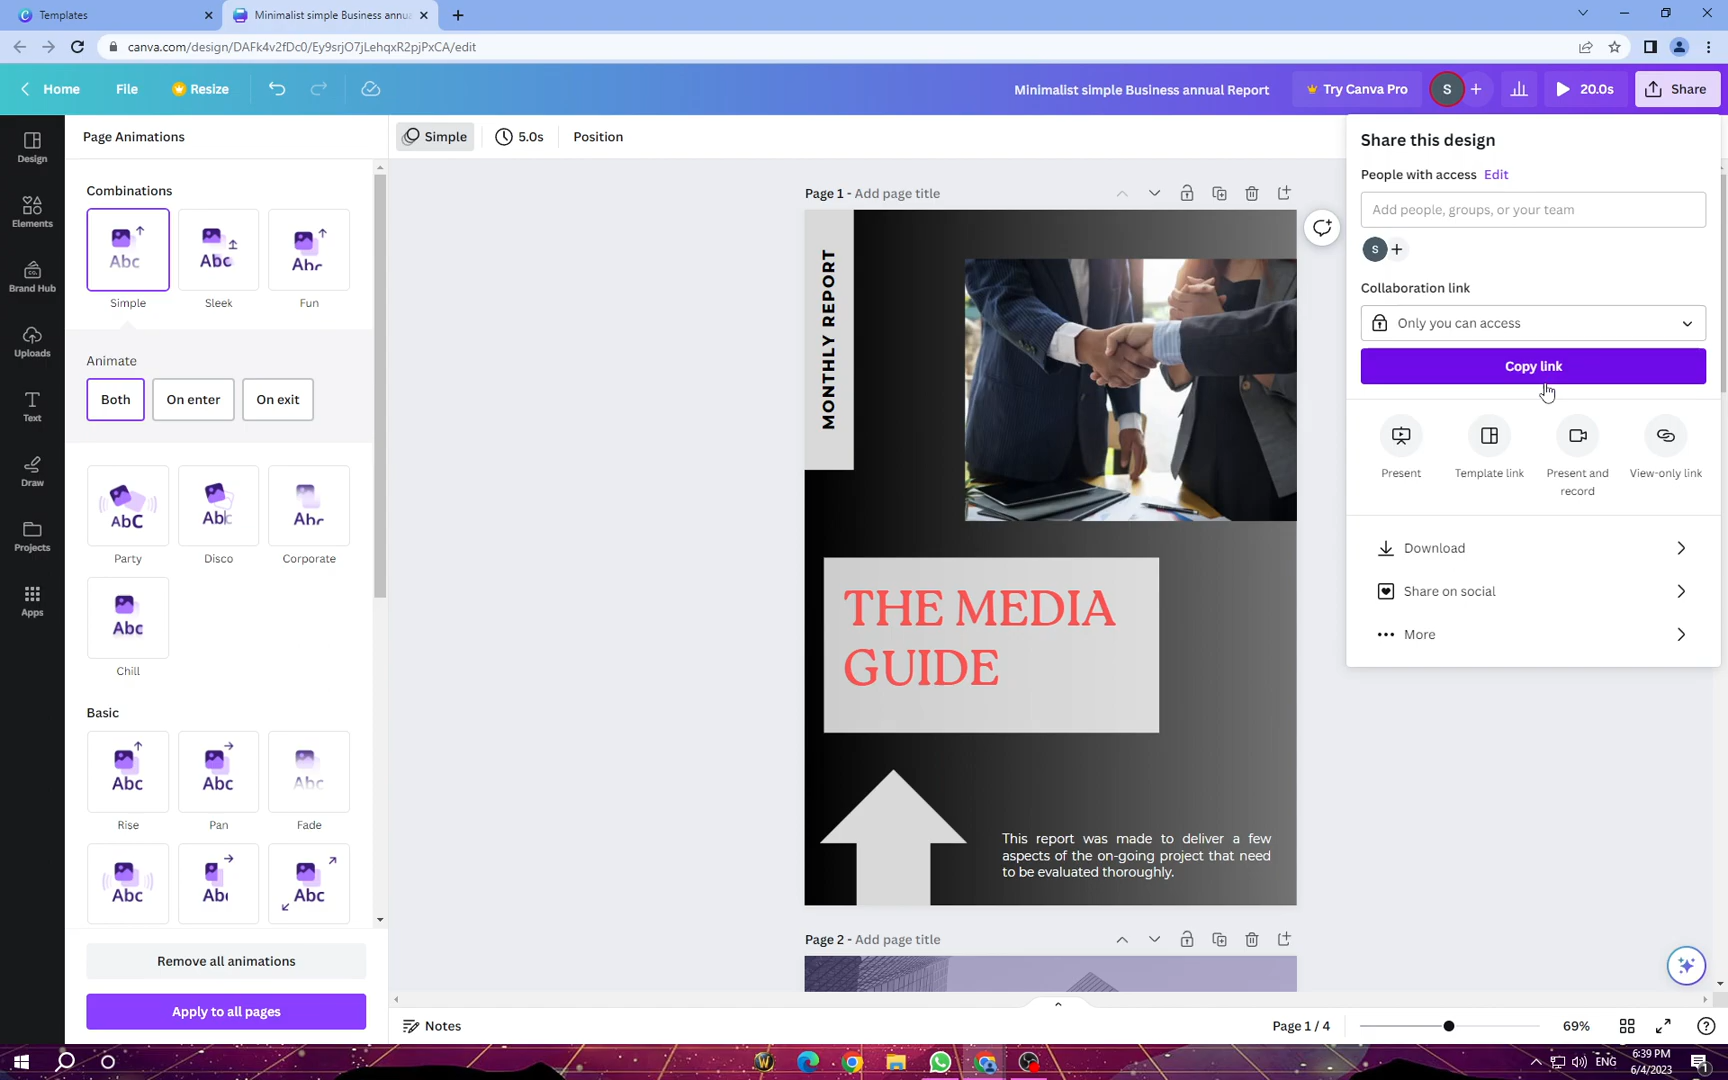 Templates
Minimalist simple Business annu
canva.com/design/DAFk4v2fDc0/Ey9srjO7jLehqxR2pjPxCA/edit
Home
File
Resize
Minimalist simple Business annual Report
Try Canva Pro
S
20.0s
Share
Design
Elements
Brand Hub
Uploads
Text
Draw
Projects
Apps
Page Animations
Combinations
Abc
Abc
Abc
Simple
Sleek
Fun
Animate
Both
On enter
On exit
AbC
Abc
Abc
Party
Disco
Corporate
Abc
Chill
Basic
Abc
Abc
Abc
Rise
Pan
Fade
Abc
Abc
Abc
Remove all animations
Apply to all pages
Simple
5.0s
Position
Page 1 - Add page title
MONTHLY REPORT
THE MEDIA
GUIDE
This report was made to deliver a few
aspects of the on-going project that need
to be evaluated thoroughly.
Page 2 - Add page title
Share this design
People with access Edit
Add people, groups, or your team
S
Collaboration link
Only you can access
Copy link
Present
Template link
Present and
record
View-only link
Download
Share on social
More
Notes
Page 1 / 4
69%
ENG
6:39 PM
6/4/2023
1